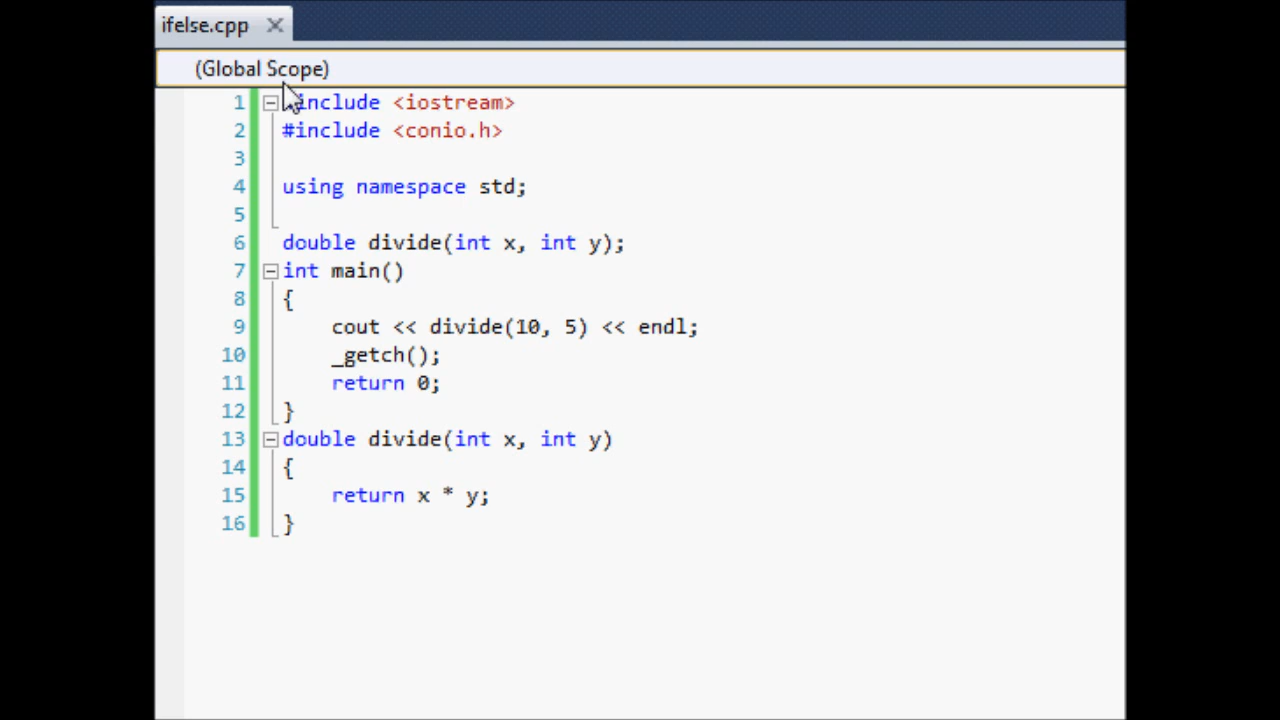 ifelse.cpp
(Global Scope)
1 include <iostream>
2 #include <conio.h>
3
4 using namespace std;
5
6 double divide(int x, int y);
7 int main()
8 {
9 cout << divide(10, 5) << endl;
10 _getch();
11 return 0;
12 }
13 double divide(int x, int y)
14 {
15 return x * y;
16 }